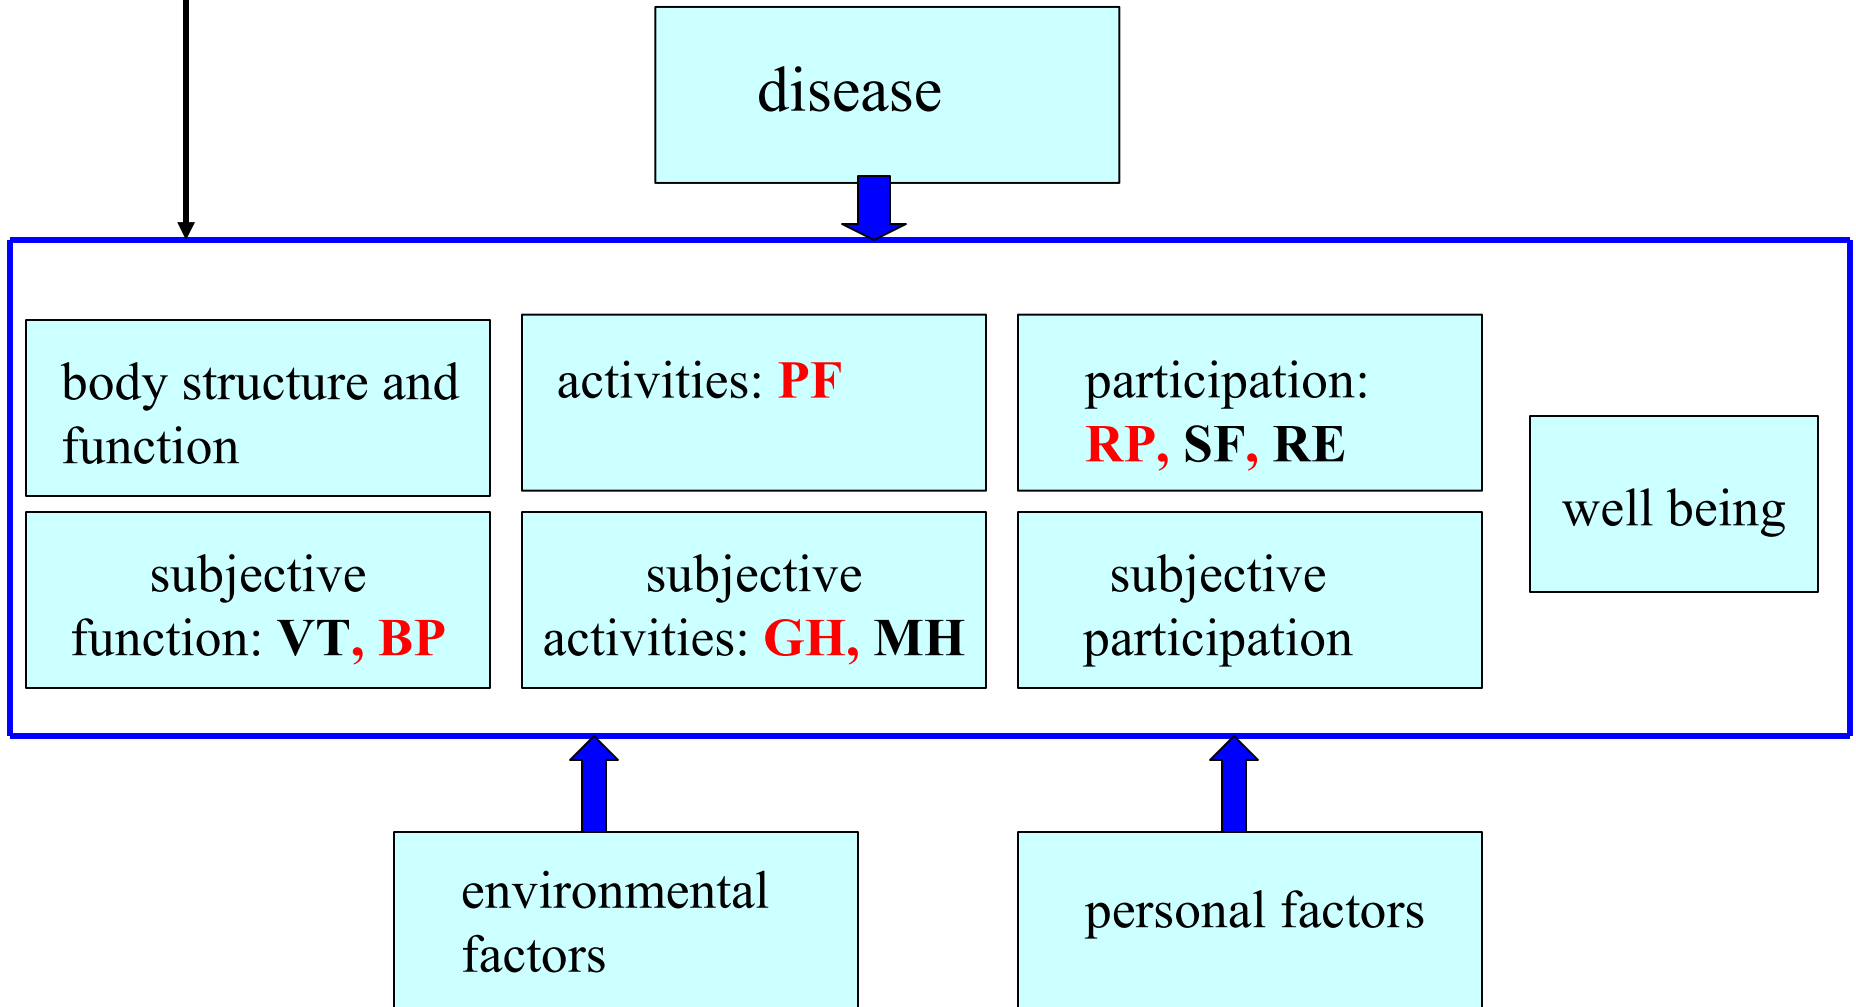 disease
body structure and
function
activities: PF
participation:
RP, SF, RE
well being
subjective
function: VT, BP
subjective
activities: GH, MH
subjective
participation
environmental
factors
personal factors